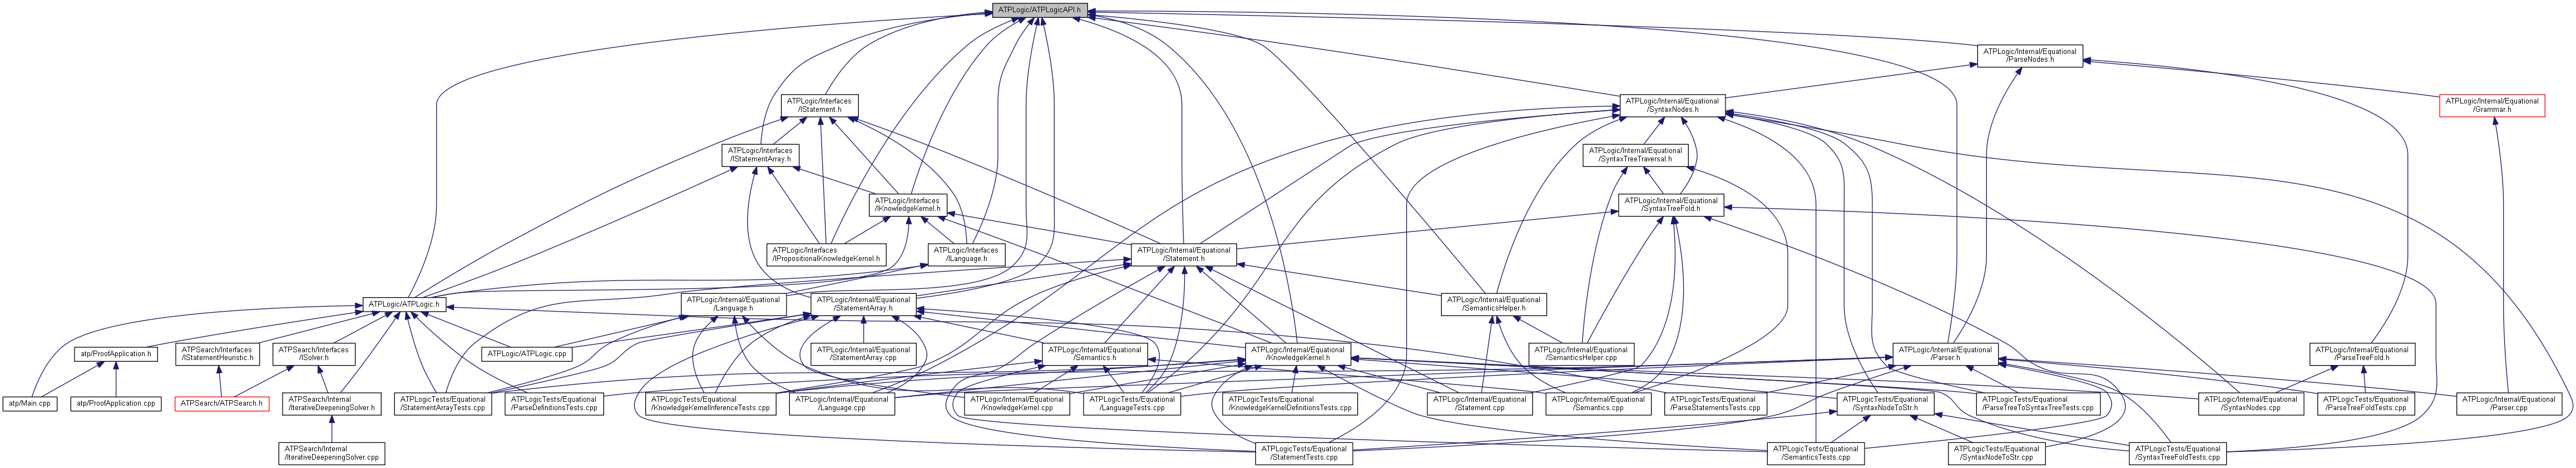 ATPLogic/ATPLogicAPI.h
ATPLogic/Internal/Equational
/ParseNodes.h
ATPLogic/Interfaces
/IStatement.h
ATPLogic/Internal/Equational
/SyntaxNodes.h
ATPLogic/Internal/Equational
/Grammar.h
ATPLogic/Interfaces
/IStatementArray.h
ATPLogic/Internal/Equational
/SyntaxTreeTraversal.h
ATPLogic/Interfaces
/IKnowledgeKernel.h
ATPLogic/Internal/Equational
/SyntaxTreeFold.h
ATPLogic/Interfaces
/IPropositionalKnowledgeKernel.h
ATPLogic/Interfaces
/ILanguage.h
ATPLogic/Internal/Equational
/Statement.h
ATPLogic/ATPLogic.h
ATPLogic/Internal/Equational
/Language.h
ATPLogic/Internal/Equational
/StatementArray.h
ATPLogic/Internal/Equational
/SemanticsHelper.h
atp/ProofApplication.h
ATPSearch/Interfaces
/IStatementHeuristic.h
ATPSearch/Interfaces
/ISolver.h
ATPLogic/ATPLogic.cpp
ATPLogic/Internal/Equational
/StatementArray.cpp
ATPLogic/Internal/Equational
/Semantics.h
ATPLogic/Internal/Equational
/KnowledgeKernel.h
ATPLogic/Internal/Equational
/SemanticsHelper.cpp
ATPLogic/Internal/Equational
/Parser.h
ATPLogic/Internal/Equational
/ParseTreeFold.h
atp/Main.cpp
atp/ProofApplication.cpp
ATPSearch/ATPSearch.h
ATPSearch/Internal
/IterativeDeepeningSolver.h
ATPLogicTests/Equational
/StatementArrayTests.cpp
ATPLogicTests/Equational
/ParseDefinitionsTests.cpp
ATPLogicTests/Equational
/KnowledgeKernelInferenceTests.cpp
ATPLogic/Internal/Equational
/Language.cpp
ATPLogic/Internal/Equational
/KnowledgeKernel.cpp
ATPLogicTests/Equational
/LanguageTests.cpp
ATPLogicTests/Equational
/KnowledgeKernelDefinitionsTests.cpp
ATPLogic/Internal/Equational
/Statement.cpp
ATPLogic/Internal/Equational
/Semantics.cpp
ATPLogicTests/Equational
/ParseStatementsTests.cpp
ATPLogicTests/Equational
/SyntaxNodeToStr.h
ATPLogicTests/Equational
/ParseTreeToSyntaxTreeTests.cpp
ATPLogic/Internal/Equational
/SyntaxNodes.cpp
ATPLogicTests/Equational
/ParseTreeFoldTests.cpp
ATPLogic/Internal/Equational
/Parser.cpp
ATPSearch/Internal
/IterativeDeepeningSolver.cpp
ATPLogicTests/Equational
/StatementTests.cpp
ATPLogicTests/Equational
/SemanticsTests.cpp
ATPLogicTests/Equational
/SyntaxNodeToStr.cpp
ATPLogicTests/Equational
/SyntaxTreeFoldTests.cpp